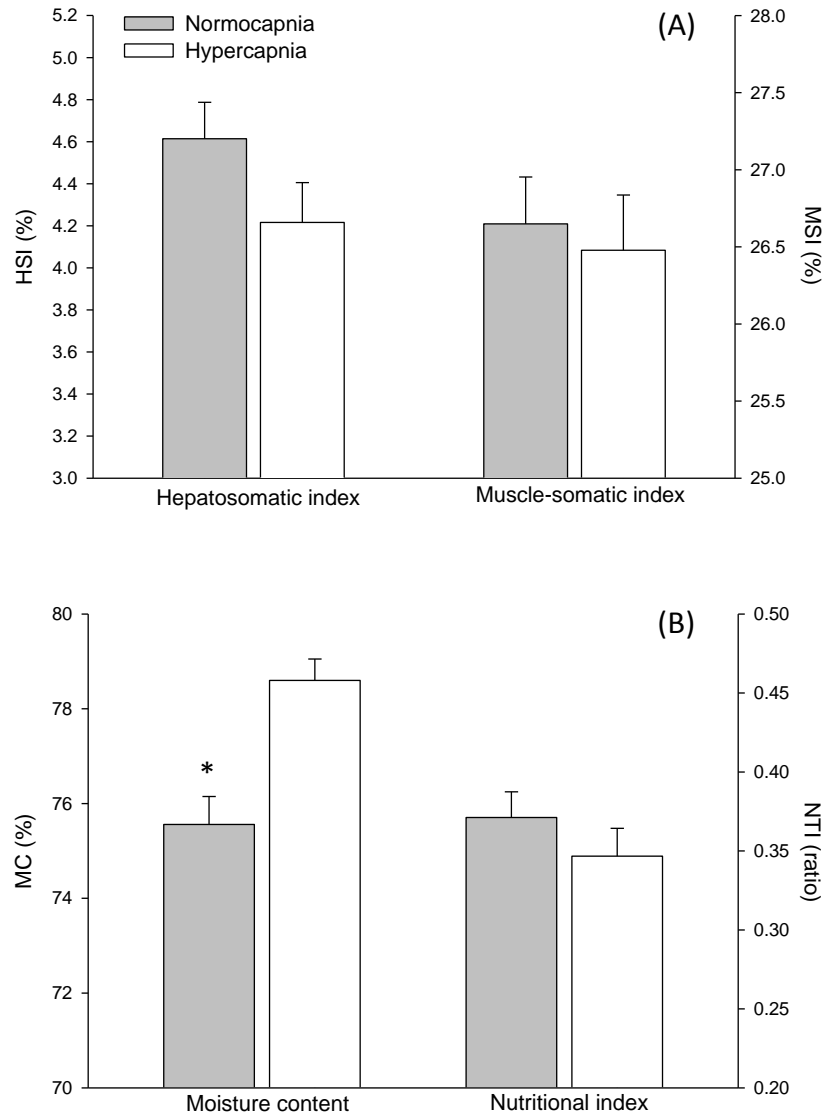 (A)
Normocapnia
Hypercapnia
HSI (%)
5.2
5.0
4.8
4.6
4.4
4.2
4.0
3.8
3.6
3.4
3.2
3.0
MSI (%)
28.0
27.5
27.0
26.5
26.0
25.5
25.0
Hepatosomatic index
Muscle-somatic index
(B)
MC (%)
80
78
76
74
72
70
*
NTI (ratio)
0.50
0.45
0.40
0.35
0.30
0.25
0.20
Moisture content
Nutritional index